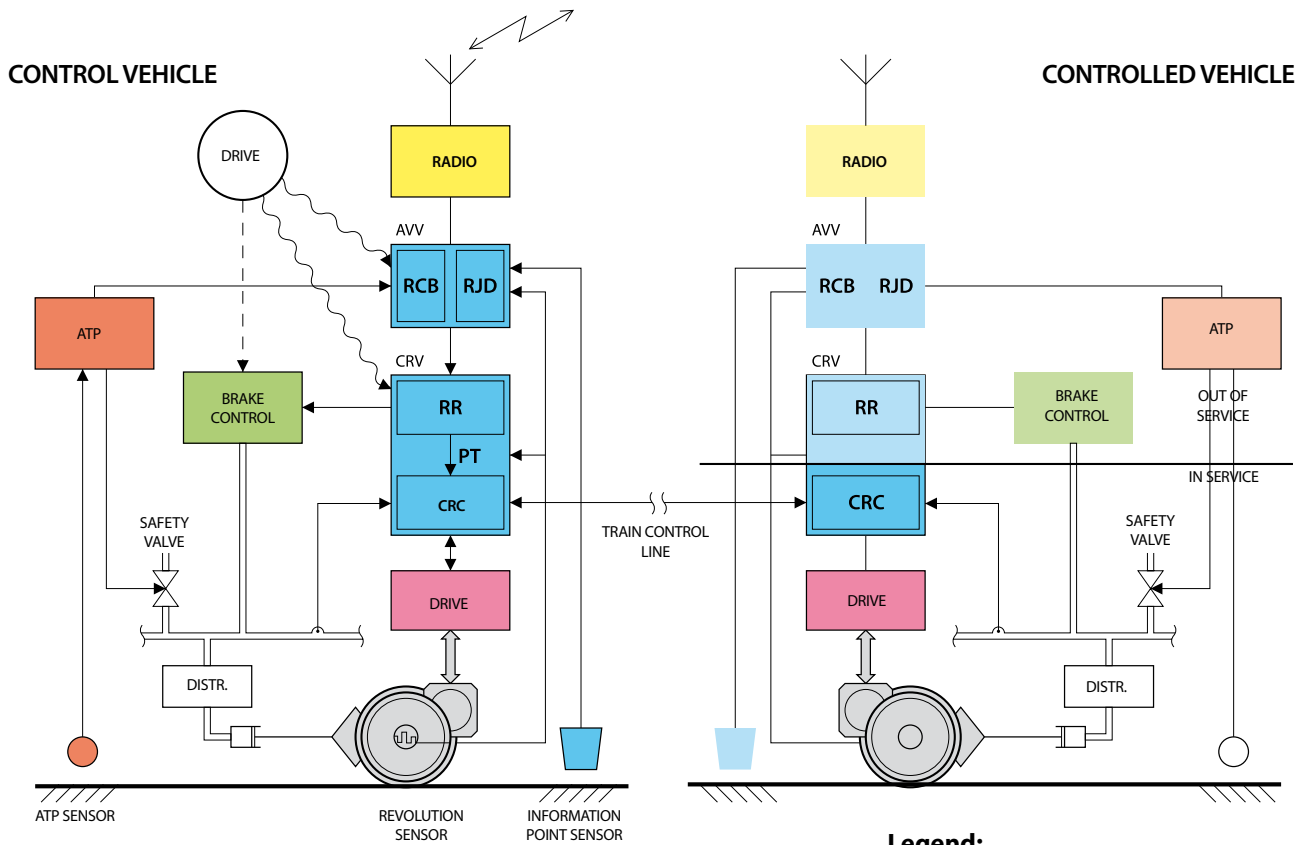 CONTROL VEHICLE
CONTROLLED VEHICLE
DRIVE
RADIO
RADIO
AVV
AVV
RCB
RJD
RCB
RJD
ATP
ATP
CRV
CRV
BRAKE
CONTROL
RR
RR
BRAKE
CONTROL
OUT OF
SERVICE
PT
IN SERVICE
CRC
CRC
SAFETY
VALVE
TRAIN CONTROL
LINE
SAFETY
VALVE
DRIVE
DRIVE
DISTR.
DISTR.
ATP SENSOR
REVOLUTION
SENSOR
INFORMATION
POINT SENSOR
Legend: